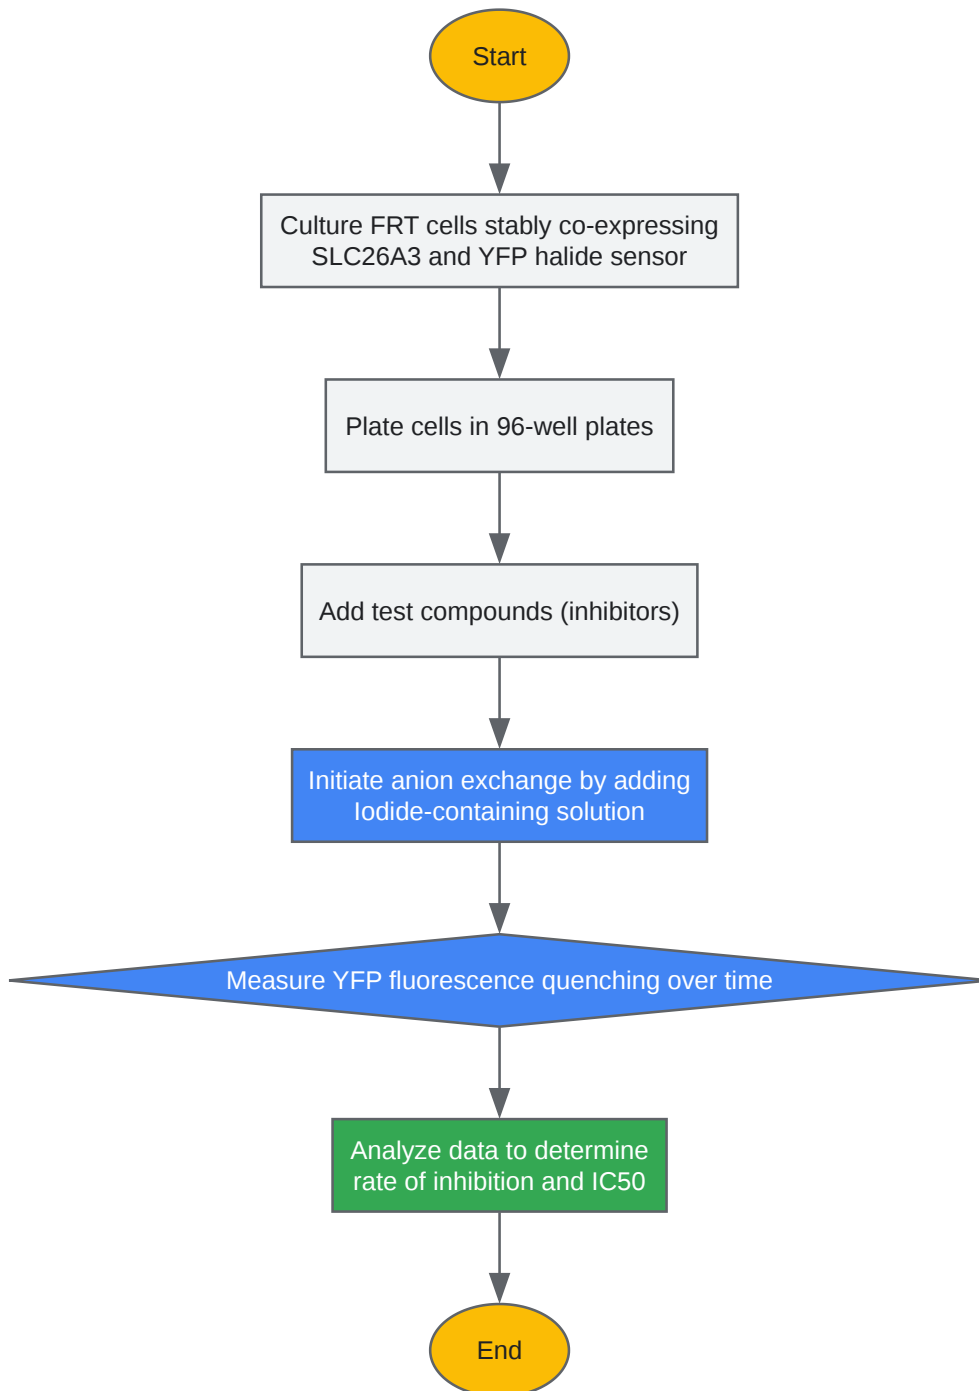 Start
Culture FRT cells stably co-expressing
SLC26A3 and YFP halide sensor
Plate cells in 96-well plates
Add test compounds (inhibitors)
Initiate anion exchange by adding
Iodide-containing solution
Measure YFP fluorescence quenching over time
Analyze data to determine
rate of inhibition and IC50
End